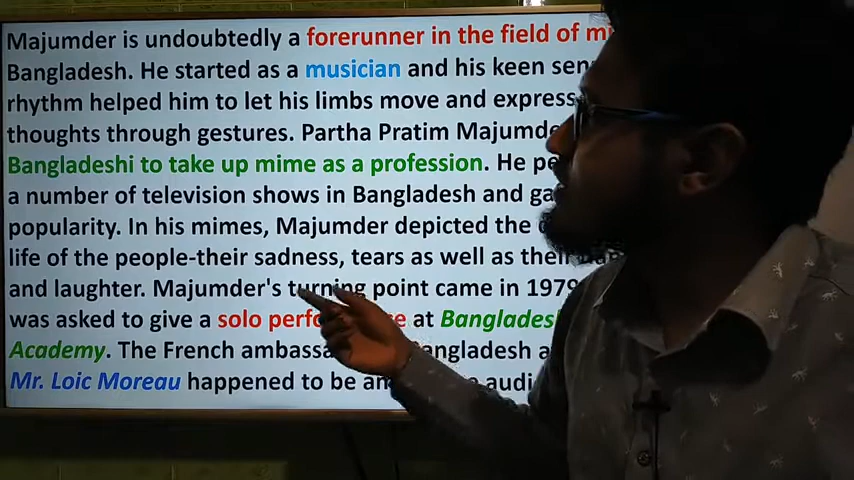 Majumder is undoubtedly a forerunner in the field of
Bangladesh. He started as a musician and his keen
rhythm helped him to let his limbs move and express
thoughts through gestures. Partha Pratim
Bangladeshi to take up mime as a profession. He
a number of television shows in Bangladesh and
popularity. In his mimes, Majumder depicted the
life of the people-their sadness, tears as well as their
and laughter. Majumder's turning point came in 1979
was asked to give a solo at
Academy. The French Bangladesh
Mr. Loic Moreau happened to be